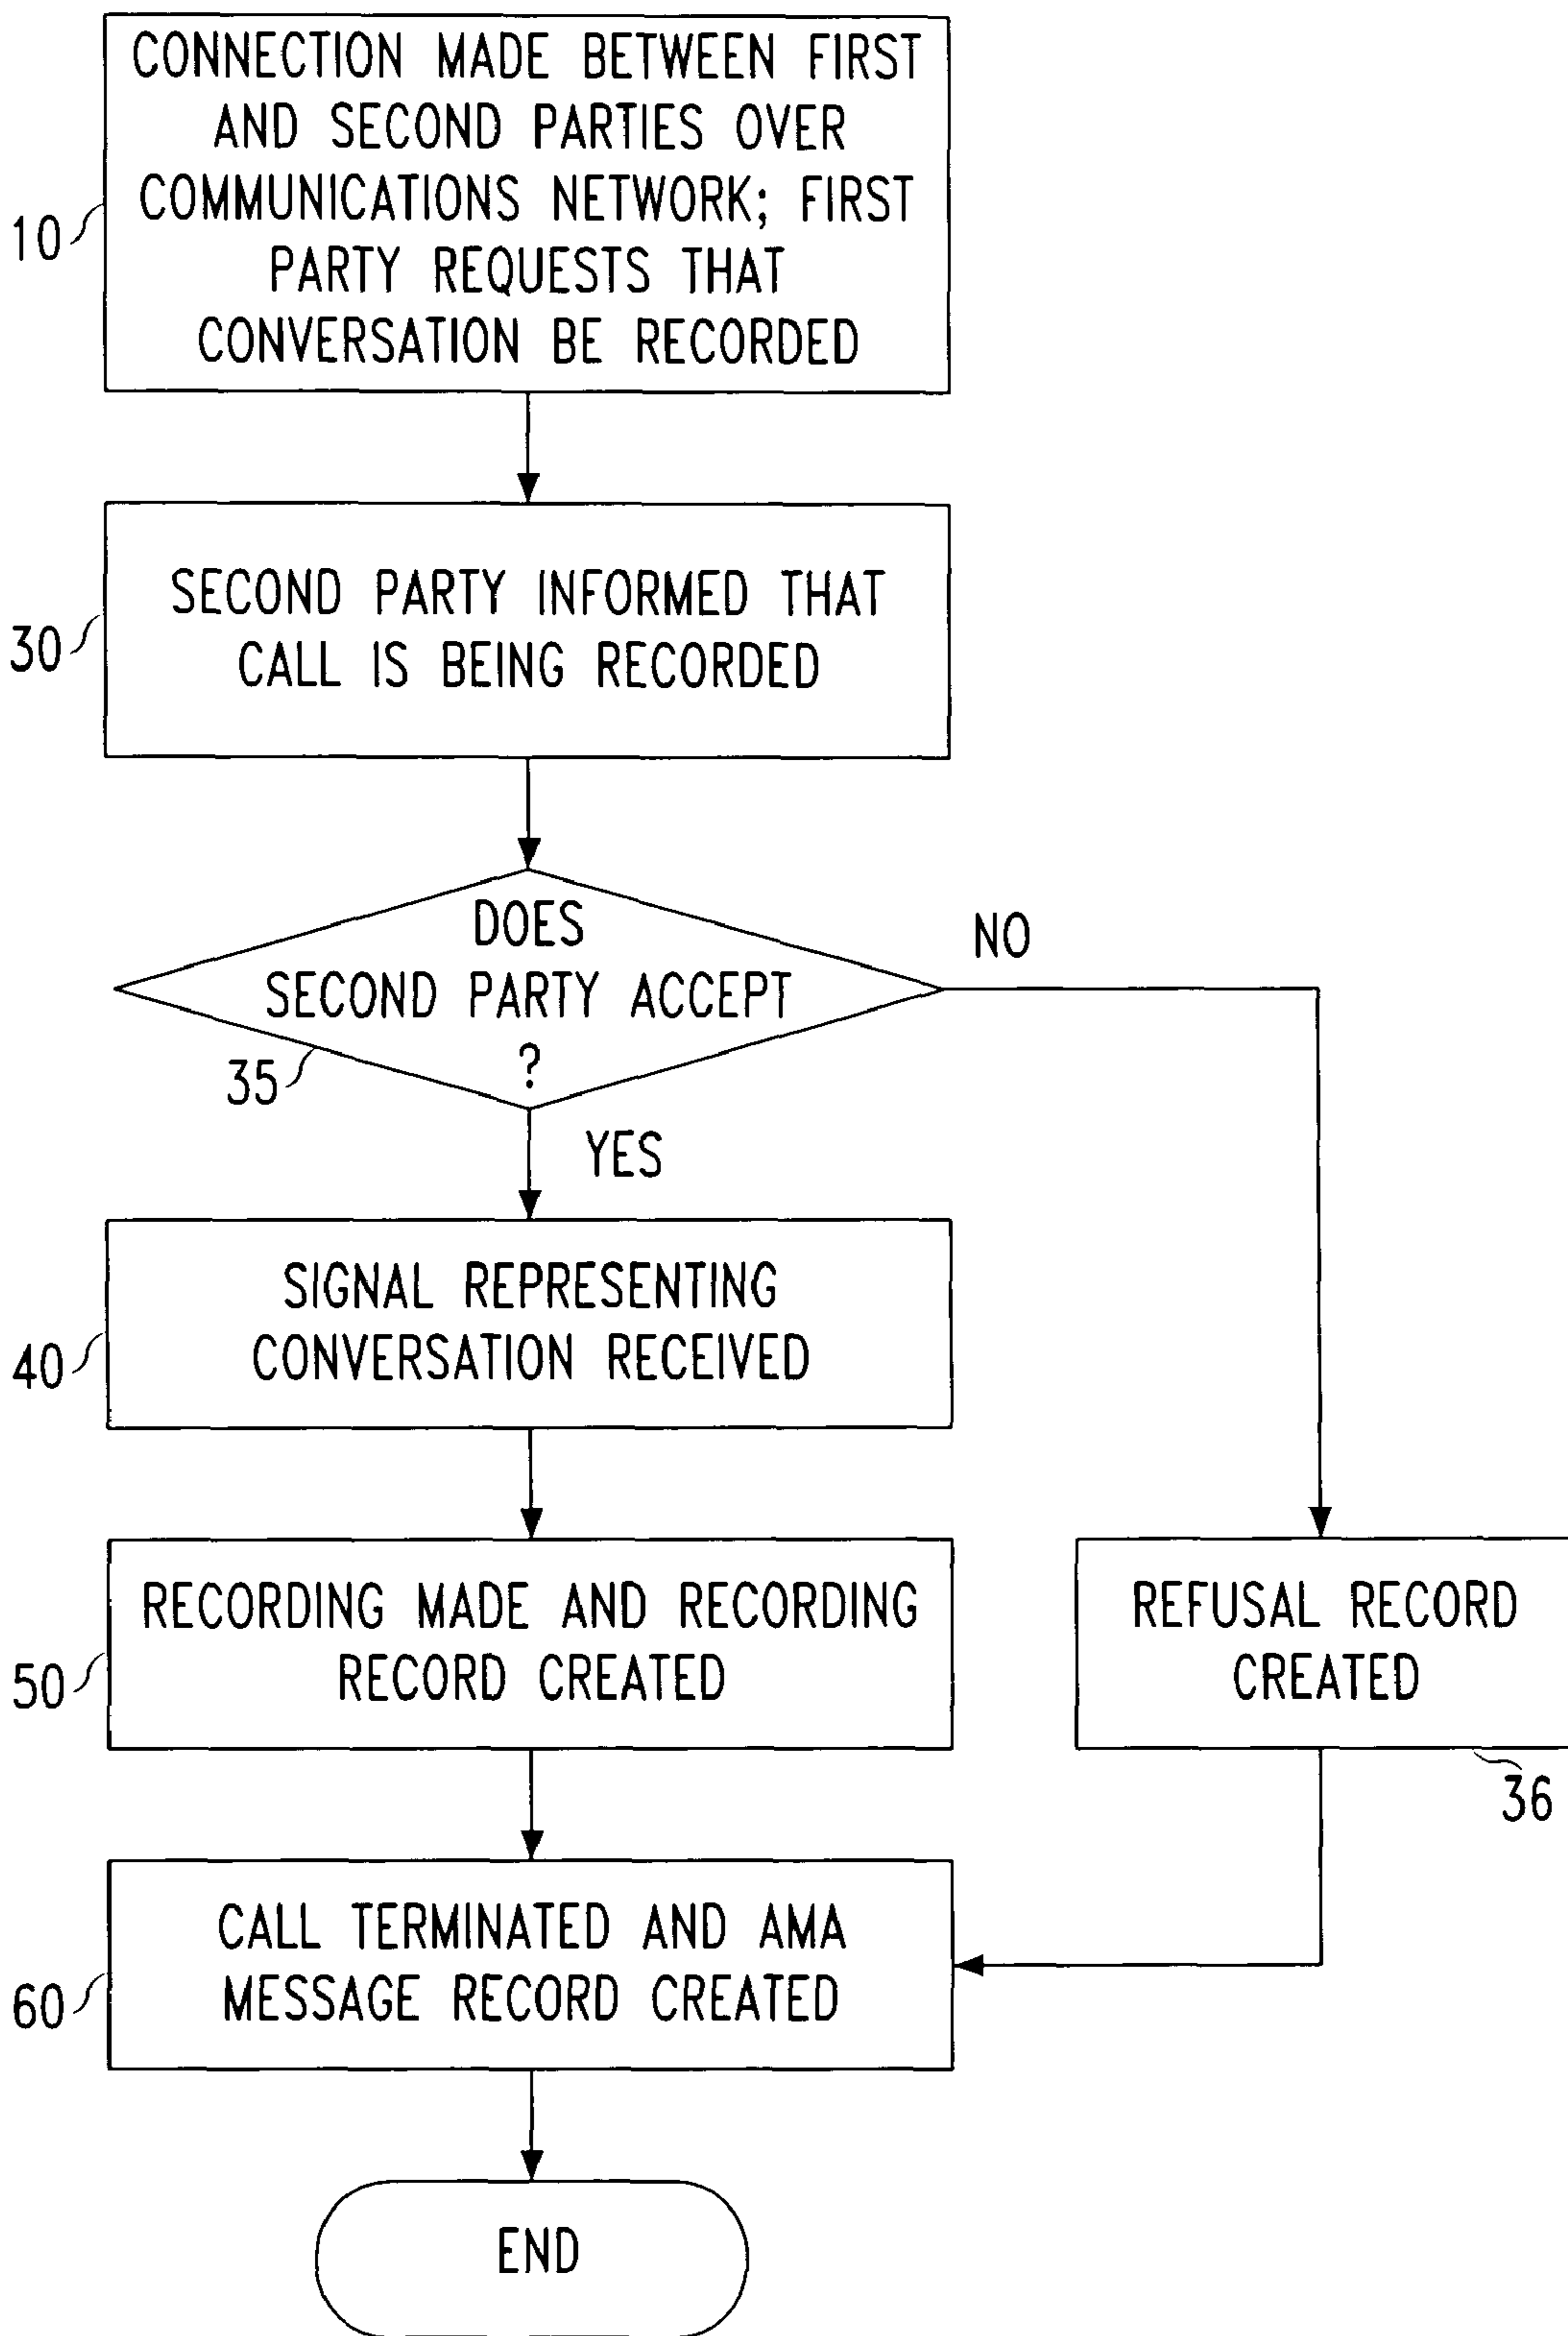 CONNECTION MADE BETWEEN FIRST
AND SECOND PARTIES OVER
COMMUNICATIONS NETWORK; FIRST
PARTY REQUESTS THAT
CONVERSATION BE RECORDED
10
SECOND PARTY INFORMED THAT
CALL IS BEING RECORDED
30
DOES
SECOND PARTY ACCEPT
?
35
NO
YES
SIGNAL REPRESENTING
CONVERSATION RECEIVED
40
RECORDING MADE AND RECORDING
RECORD CREATED
50
REFUSAL RECORD
CREATED
36
CALL TERMINATED AND AMA
MESSAGE RECORD CREATED
60
END